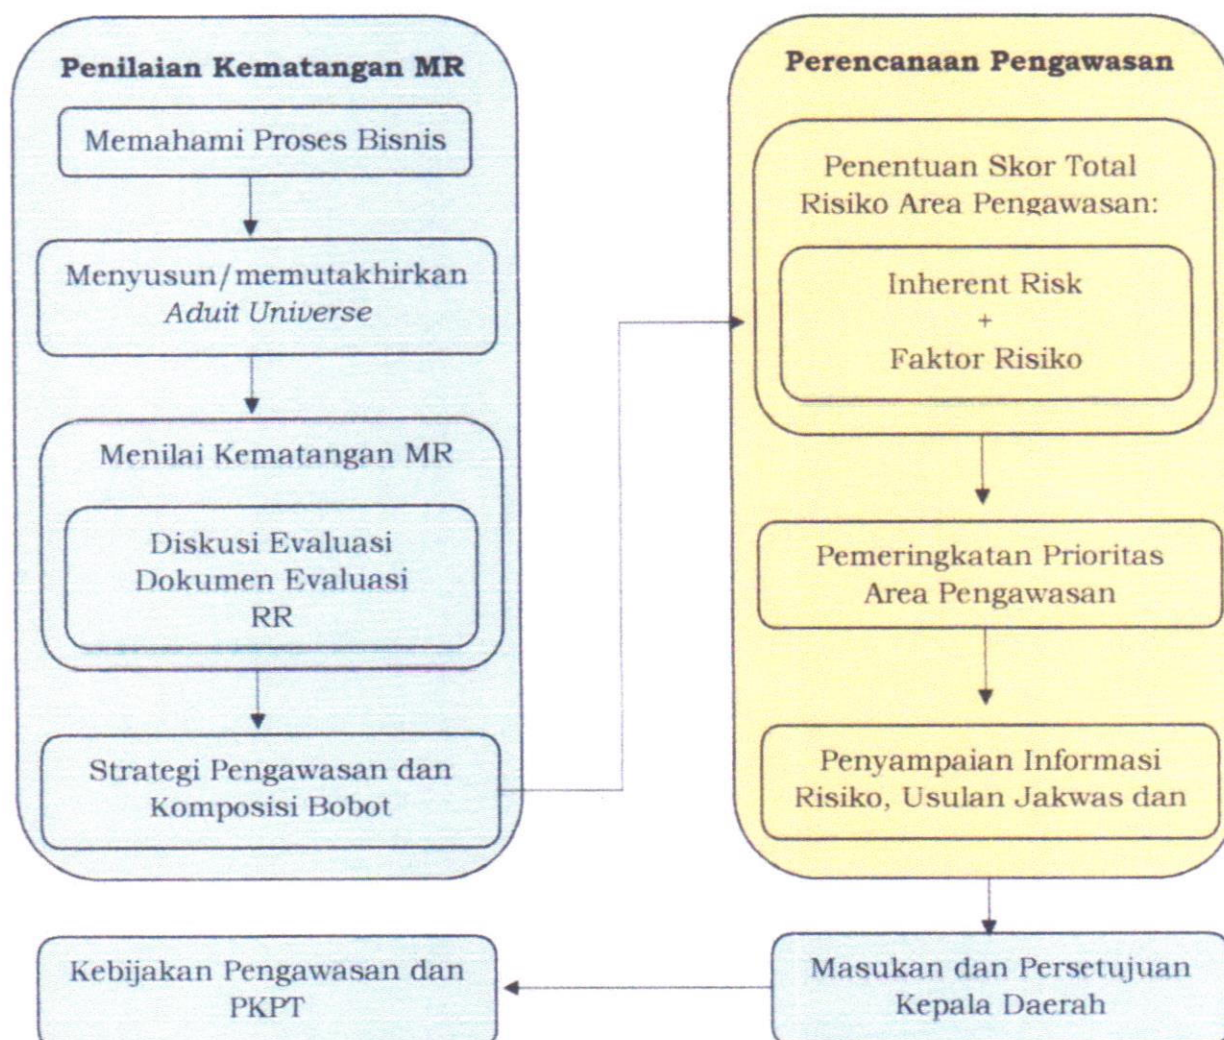 Penilaian Kematangan MR
Memahami Proses Bisnis
Menyusun/memutakhirkan
Aduit Universe
Menilai Kematangan MR
Diskusi Evaluasi
Dokumen Evaluasi
RR
Strategi Pengawasan dan
Komposisi Bobot
Perencanaan Pengawasan
Penentuan Skor Total
Risiko Area Pengawasan:
Inherent Risk
+
Faktor Risiko
Pemeringkatan Prioritas
Area Pengawasan
Penyampaian Informasi
Risiko, Usulan Jakwas dan
Masukan dan Persetujuan
Kepala Daerah
Kebijakan Pengawasan dan
PKPT